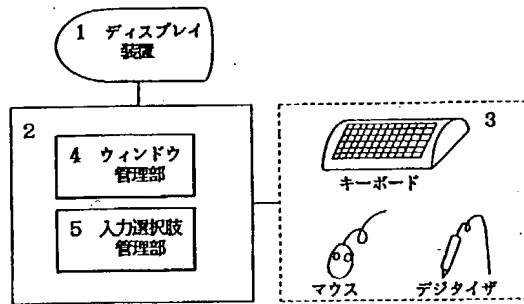 1 ディスプレイ
装置
2
4 ウィンドウ
管理部
5 入力選択肢
管理部
3
キーボード
マウス
デジタイザ